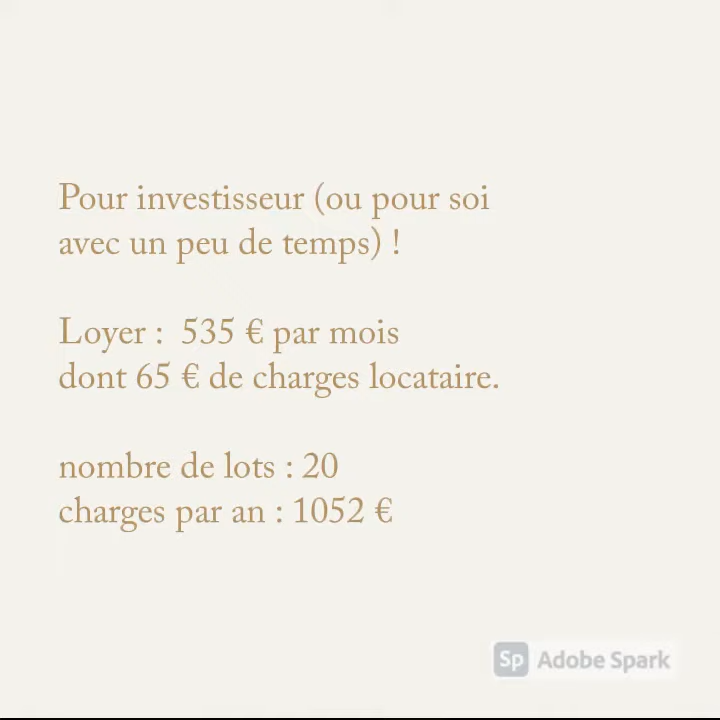 Pour investisseur (ou pour soi
avec un peu de temps) !
Loyer : 535 € par mois
dont 65 € de charges locataire.
nombre de lots : 20
charges par an : 1052 €
Sp Adobe Spark